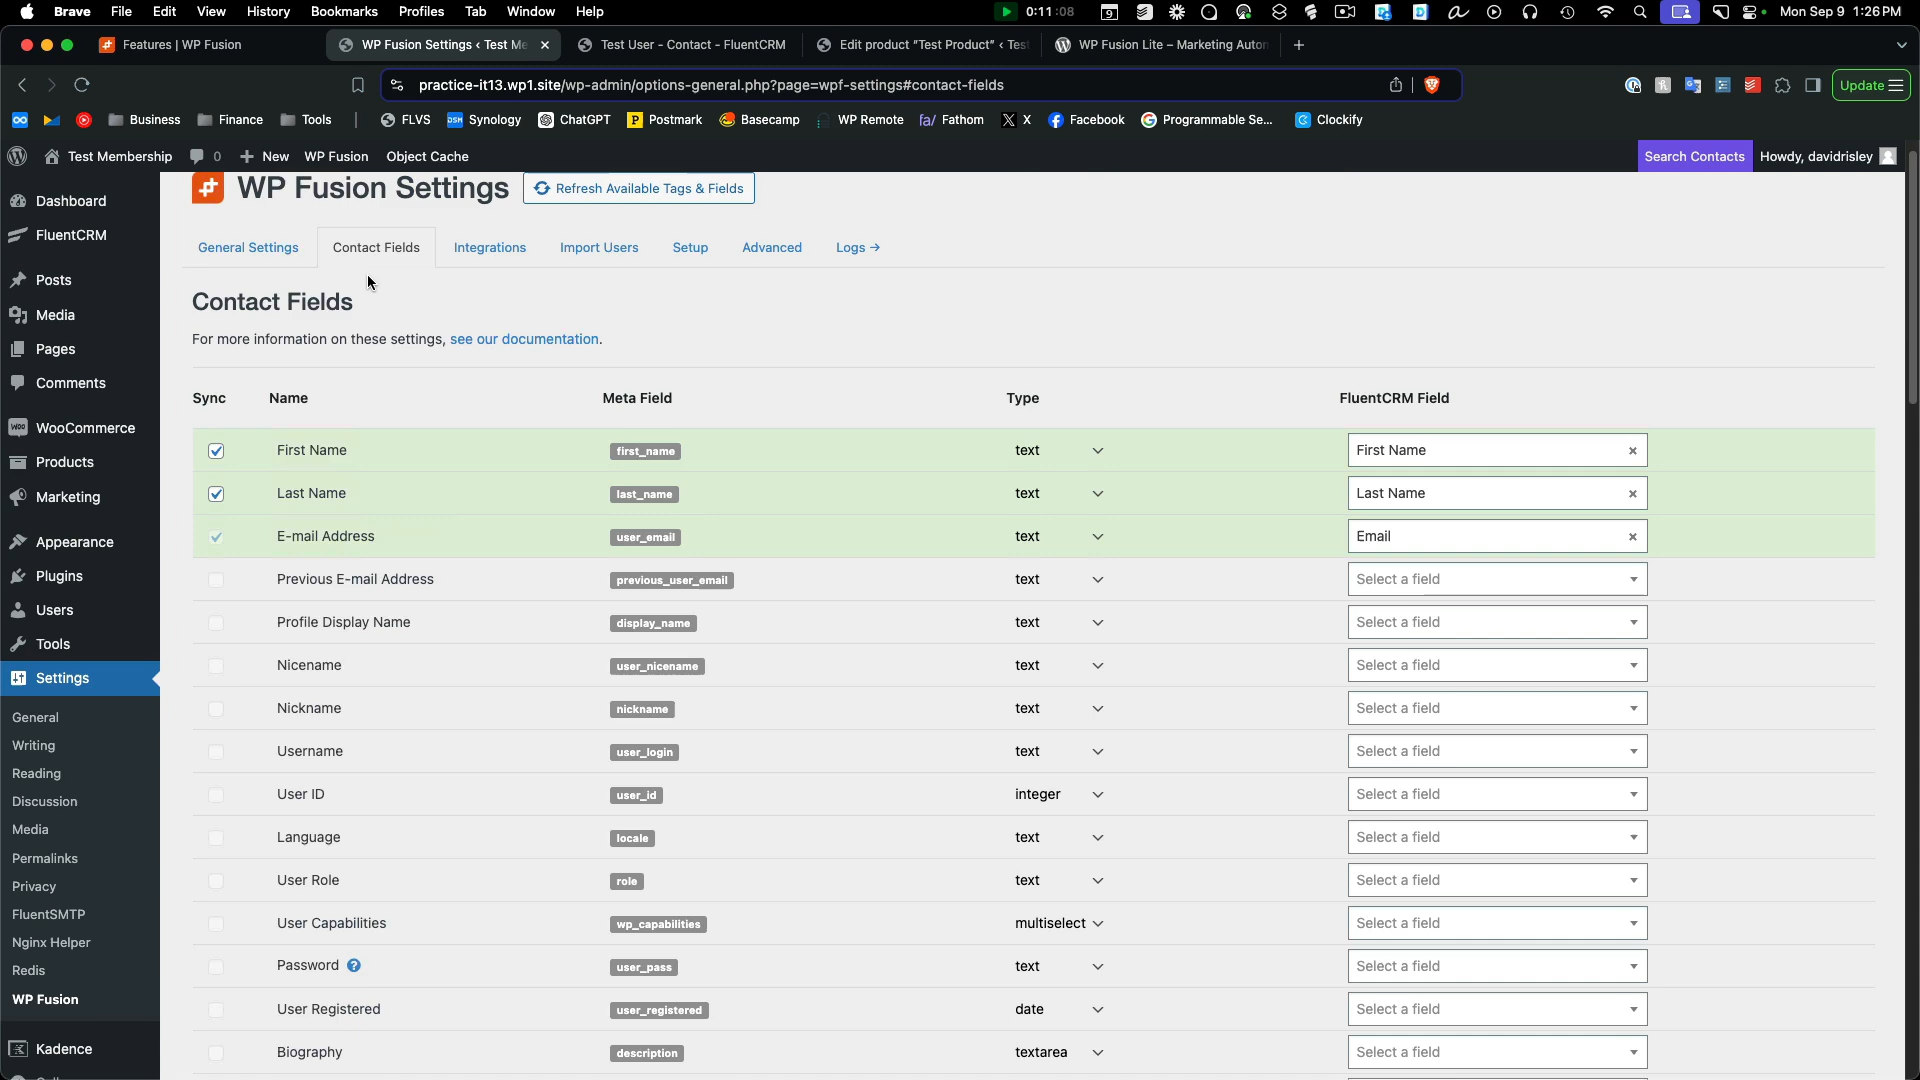 Brave File Edit View History Bookmarks Profiles Tab Window Help 0:11:08 9 Mon Sep 9 1:26 PM
Features | WP Fusion
WP Fusion Settings ‹ Test Me
Test User - Contact - FluentCRM
Edit product "Test Product" ‹ Tes
WP Fusion Lite – Marketing Auton
practice-it13.wp1.site/wp-admin/options-general.php?page=wpf-settings#contact-fields
Update
Business Finance Tools FLVS DSM Synology ChatGPT Postmark Basecamp WP Remote fa/ Fathom X Facebook Programmable Se... Clockify
Test Membership 0 New WP Fusion Object Cache Search Contacts Howdy, davidrisley
Dashboard
FluentCRM
Posts
Media
Pages
Comments
WooCommerce
Products
Marketing
Appearance
Plugins
Users
Tools
Settings
General
Writing
Reading
Discussion
Media
Permalinks
Privacy
FluentSMTP
Nginx Helper
Redis
WP Fusion
Kadence
WP Fusion Settings Refresh Available Tags & Fields
General Settings Contact Fields Integrations Import Users Setup Advanced Logs →
Contact Fields
For more information on these settings, see our documentation.
Sync Name Meta Field Type FluentCRM Field
First Name first_name text First Name ×
Last Name last_name text Last Name ×
E-mail Address user_email text Email ×
Previous E-mail Address previous_user_email text Select a field
Profile Display Name display_name text Select a field
Nicename user_nicename text Select a field
Nickname nickname text Select a field
Username user_login text Select a field
User ID user_id integer Select a field
Language locale text Select a field
User Role role text Select a field
User Capabilities wp_capabilities multiselect Select a field
Password ? user_pass text Select a field
User Registered user_registered date Select a field
Biography description textarea Select a field